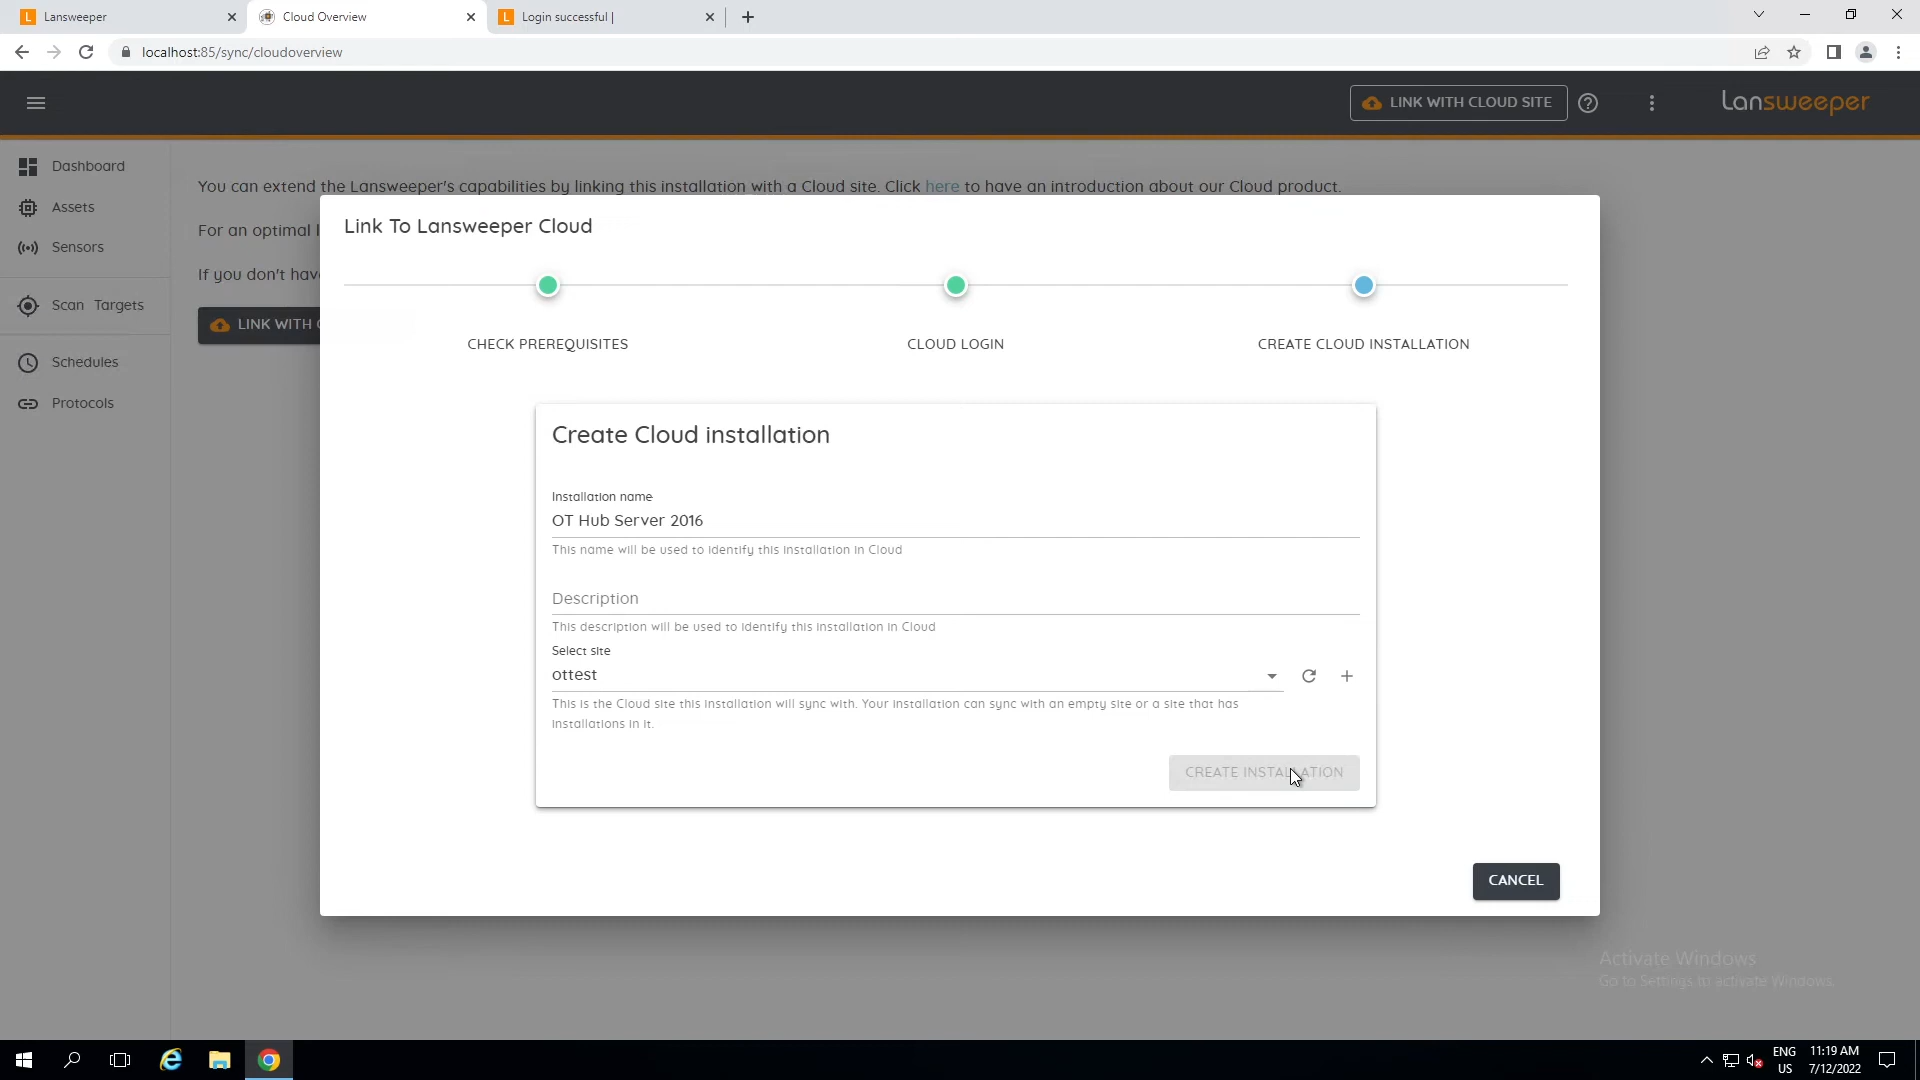 Lansweeper
Cloud Overview
Login successful |
localhost:85/sync/cloudoverview
LINK WITH CLOUD SITE
Lansweeper
Dashboard
Assets
Sensors
Scan Targets
Schedules
Protocols
You can extend the Lansweeper's capabilities by linking this installation with a Cloud site. Click here to have an introduction about our Cloud product.
For an optimal
If you don't hav
LINK WITH
Link To Lansweeper Cloud
CHECK PREREQUISITES
CLOUD LOGIN
CREATE CLOUD INSTALLATION
Create Cloud installation
Installation name
OT Hub Server 2016
This name will be used to identify this installation in Cloud
Description
This description will be used to identify this installation in Cloud
Select site
ottest
This is the Cloud site this installation will sync with. Your installation can sync with an empty site or a site that has
installations in it.
CREATE INSTALLATION
CANCEL
Activate Windows
Go to Settings to activate Windows.
ENG
US
11:19 AM
7/12/2022